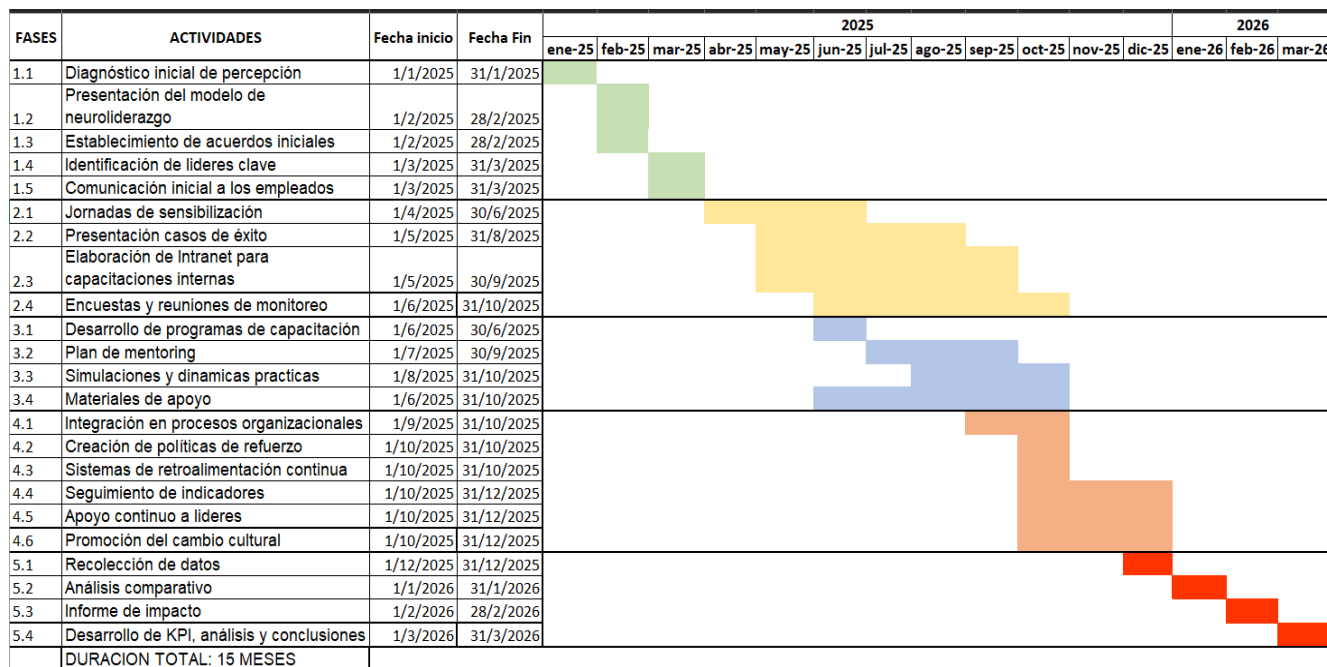 2025 2026
FASES ACTIVIDADES Fecha inicio Fecha Fin ene-25 feb-25 mar-25 abr-25 may-25 jun-25 jul-25 ago-25 sep-25 oct-25 nov-25 dic-25 ene-26 feb-26 mar-26
1.1 Diagnóstico inicial de percepción 1/1/2025 31/1/2025
Presentación del modelo de
1.2 neuroliderazgo 1/2/2025 28/2/2025
1.3 Establecimiento de acuerdos iniciales 1/2/2025 28/2/2025
1.4 Identificación de lideres clave 1/3/2025 31/3/2025
1.5 Comunicación inicial a los empleados 1/3/2025 31/3/2025
2.1 Jornadas de sensibilización 1/4/2025 30/6/2025
2.2 Presentación casos de éxito 1/5/2025 31/8/2025
Elaboración de Intranet para
2.3 capacitaciones internas 1/5/2025 30/9/2025
2.4 Encuestas y reuniones de monitoreo 1/6/2025 31/10/2025
3.1 Desarrollo de programas de capacitación 1/6/2025 30/6/2025
3.2 Plan de mentoring 1/7/2025 30/9/2025
3.3 Simulaciones y dinamicas practicas 1/8/2025 31/10/2025
3.4 Materiales de apoyo 1/6/2025 31/10/2025
4.1 Integración en procesos organizacionales 1/9/2025 31/10/2025
4.2 Creación de políticas de refuerzo 1/10/2025 31/10/2025
4.3 Sistemas de retroalimentación continua 1/10/2025 31/10/2025
4.4 Seguimiento de indicadores 1/10/2025 31/12/2025
4.5 Apoyo continuo a lideres 1/10/2025 31/12/2025
4.6 Promoción del cambio cultural 1/10/2025 31/12/2025
5.1 Recolección de datos 1/12/2025 31/12/2025
5.2 Análisis comparativo 1/1/2026 31/1/2026
5.3 Informe de impacto 1/2/2026 28/2/2026
5.4 Desarrollo de KPI, análisis y conclusiones 1/3/2026 31/3/2026
DURACION TOTAL: 15 MESES